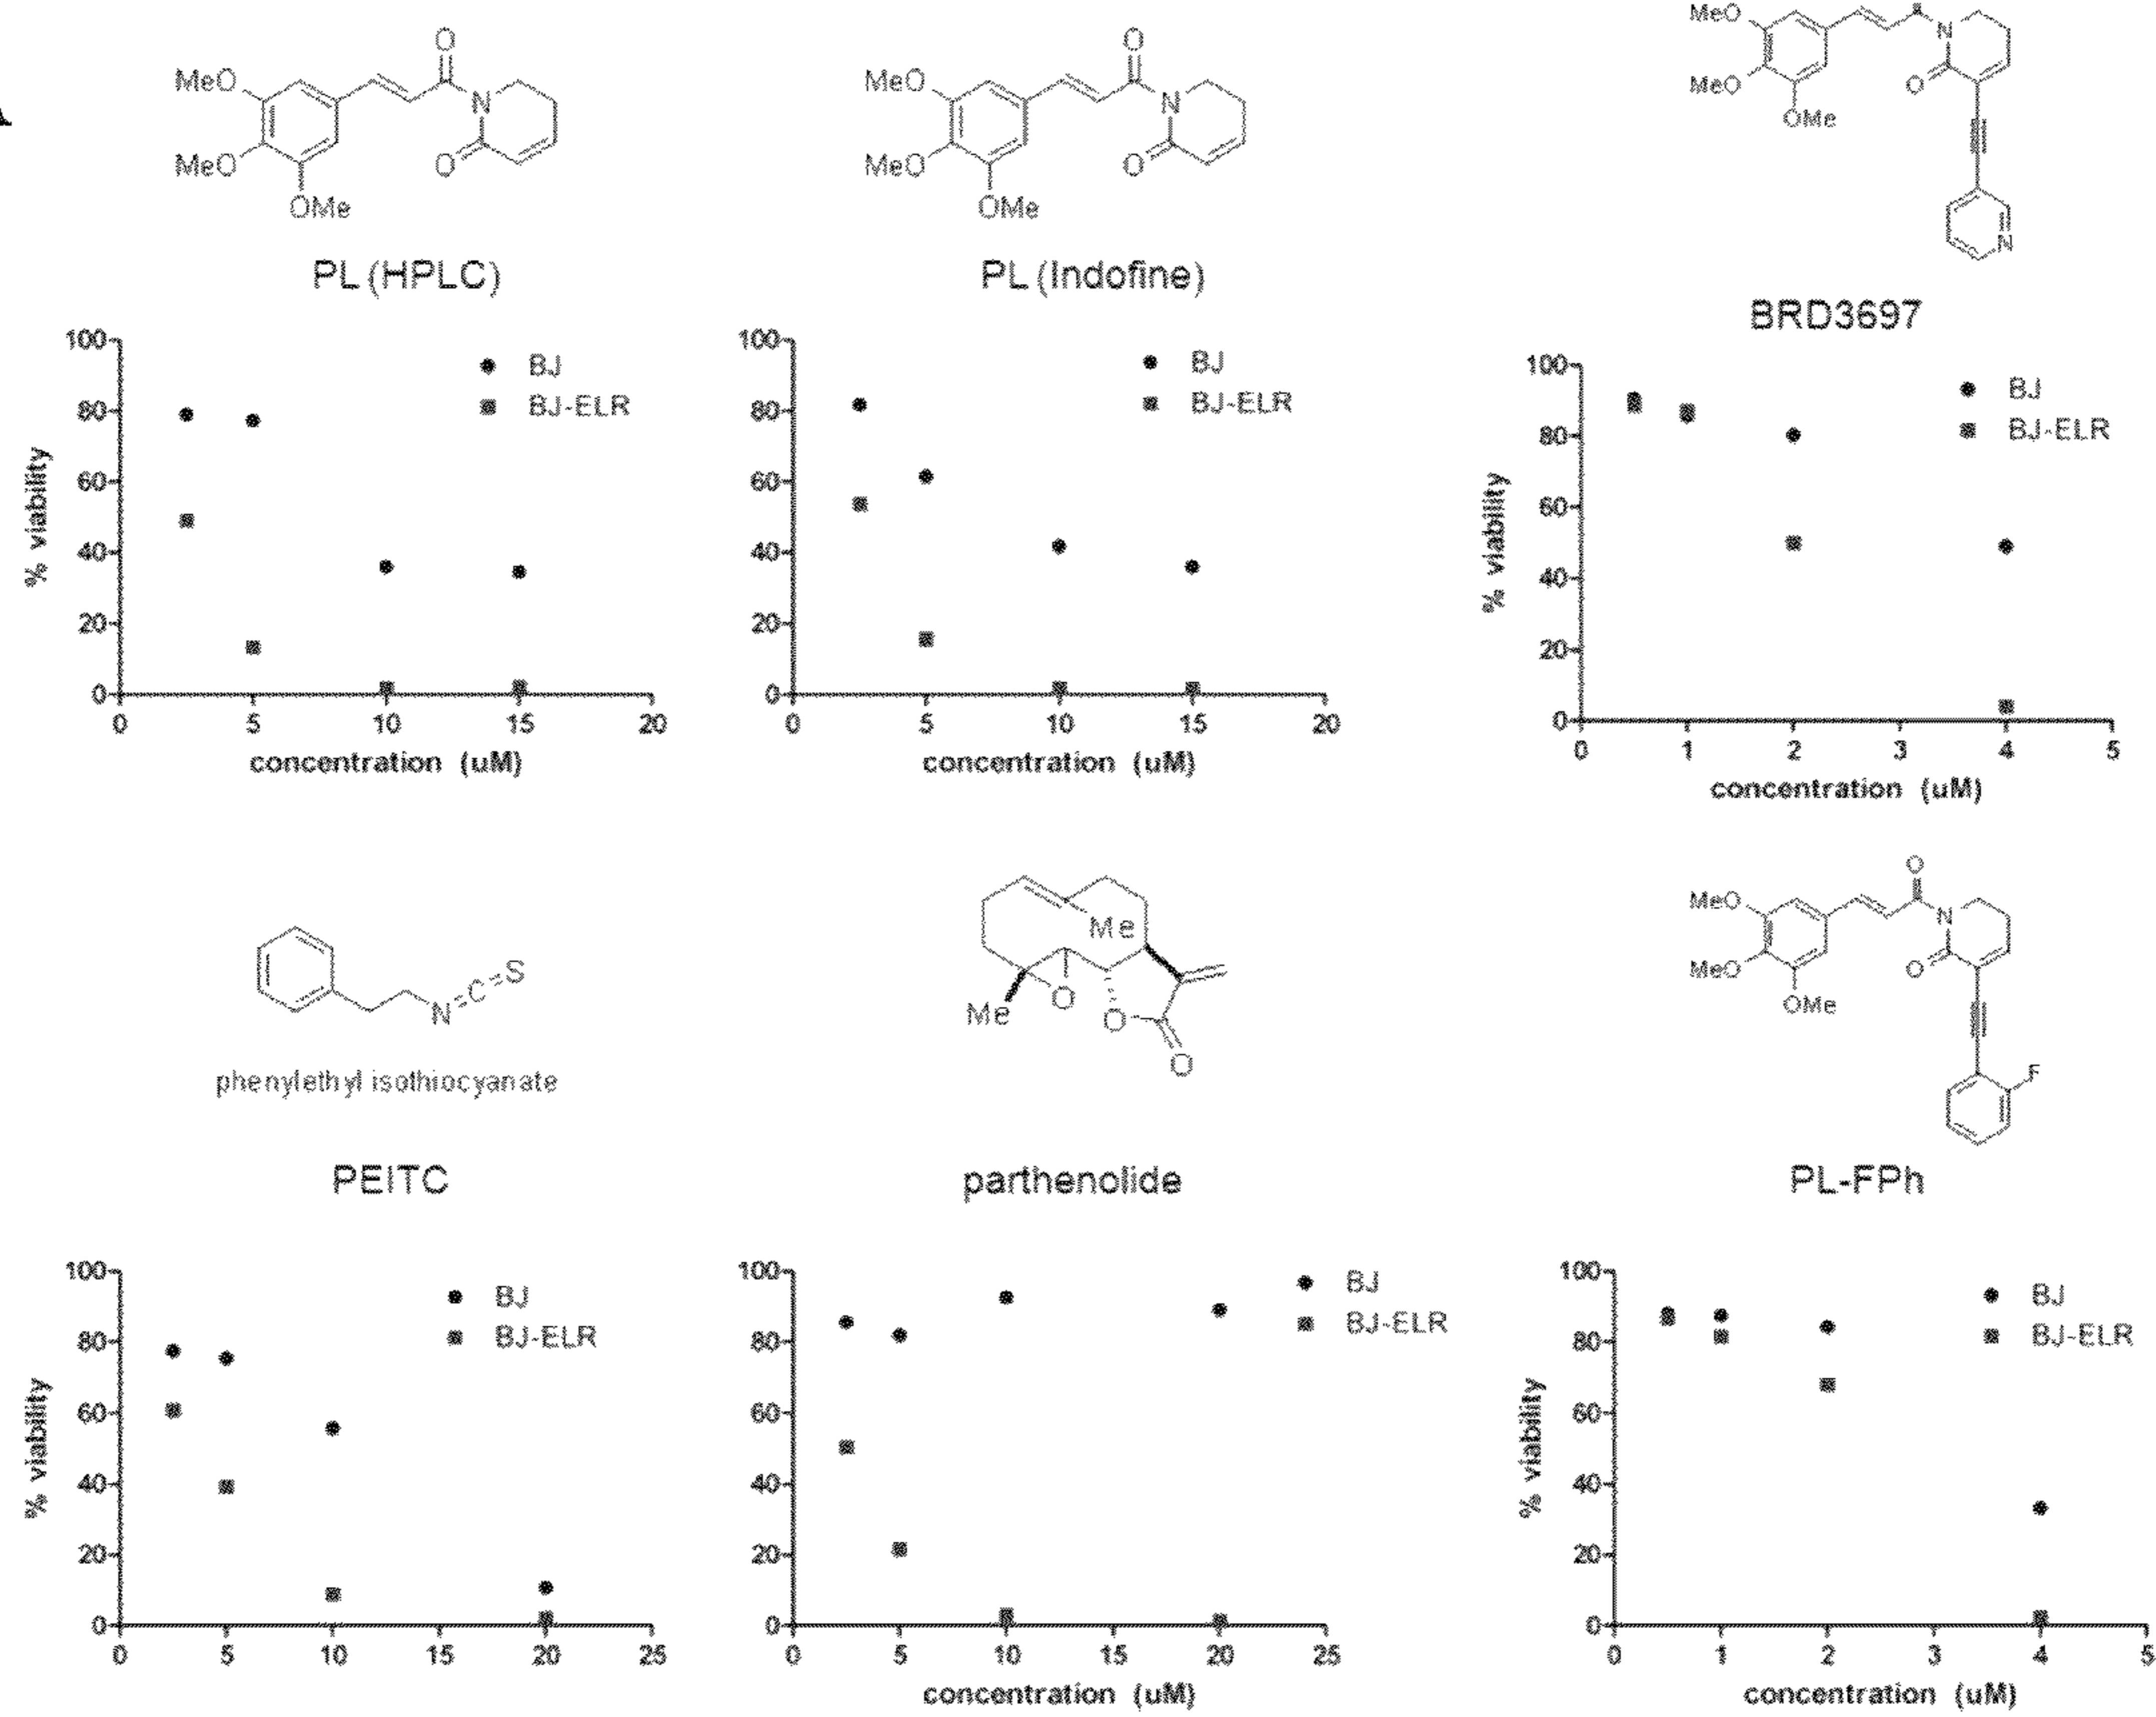 MeO
O
N
MeO
O
OMe
PL (HPLC)
100
80
60
40
20
0
% viability
BJ
BJ-ELR
0 5 10 15 20
concentration (uM)
MeO
O
N
MeO
O
OMe
PL (Indofine)
100
80
60
40
20
0
BJ
BJ-ELR
0 5 10 15 20
concentration (uM)
MeO
N
MeO
O
OMe
N
BRD3697
100
80
60
40
20
0
% viability
BJ
BJ-ELR
0 1 2 3 4 5
concentration (uM)
N=C=S
phenylethyl isothiocyanate
PEITC
100
80
60
40
20
0
% viability
BJ
BJ-ELR
0 5 10 15 20 25
Me
Me
O
O
O
parthenolide
100
80
60
40
20
0
BJ
BJ-ELR
0 5 10 15 20 25
concentration (uM)
O
MeO
N
MeO
O
OMe
F
PL-FPh
100
80
60
40
20
0
% viability
BJ
BJ-ELR
0 1 2 3 4 5
concentration (uM)